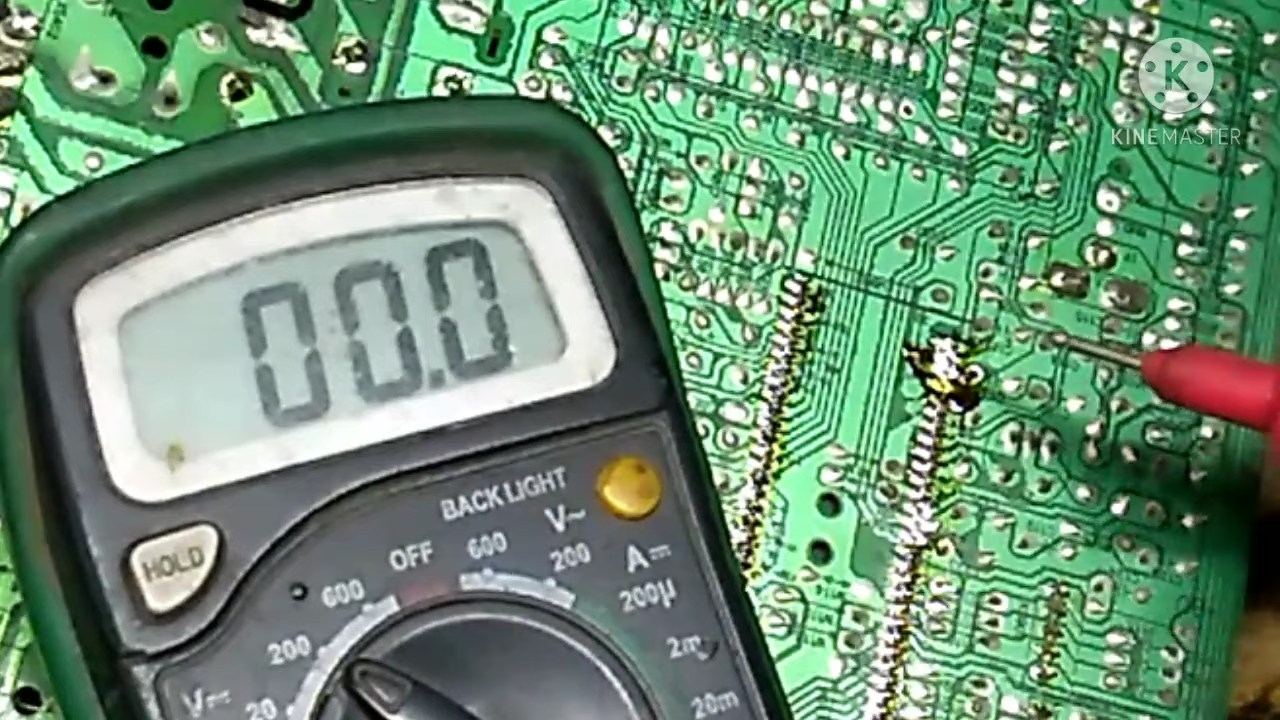 KINEMASTER
00.0
BACK LIGHT
HOLD
OFF
600
V~
200
A⎓
600
200μ
200
2m
V⎓
20
20m